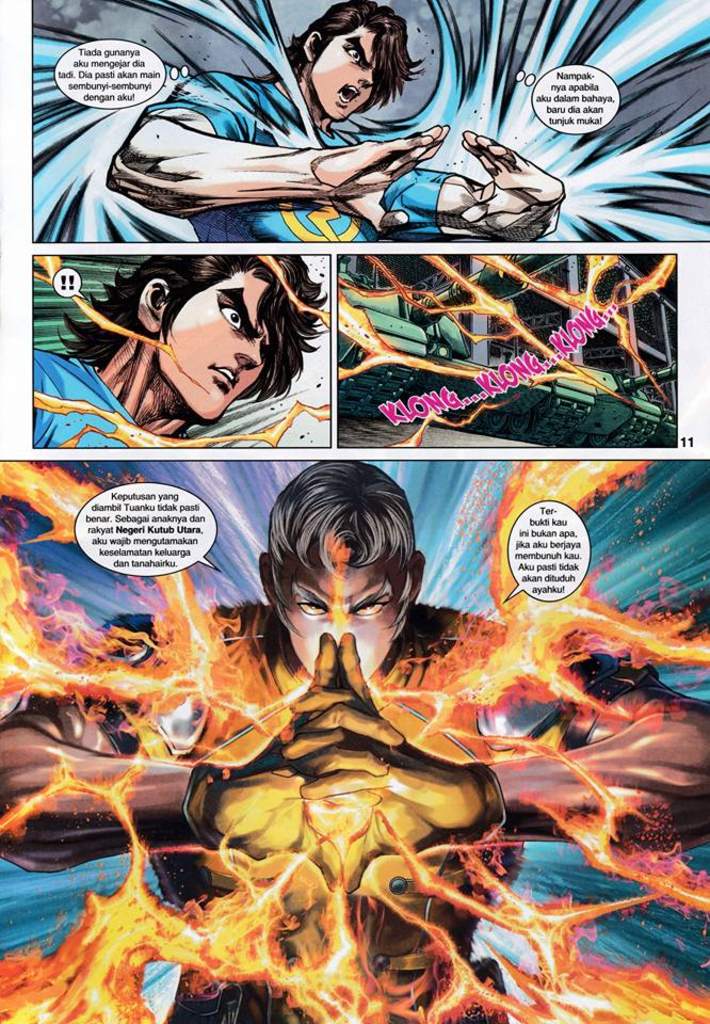 Tiada gunanya
aku mengejar dia
tadi. Dia pasti akan main
sembunyi-sembunyi
dengan aku!
Nampak-
nya apabila
aku dalam bahaya,
baru dia akan
tunjuk muka!
!!
KLONG...KLONG...KLONG...
11
Keputusan yang
diambil Tuanku tidak pasti
benar. Sebagai anaknya dan
rakyat Negeri Kutub Utara,
aku wajib mengutamakan
keselamatan keluarga
dan tanahairku.
Ter-
bukti kau
ini bukan apa,
jika aku berjaya
membunuh kau.
Aku pasti tidak
akan dituduh
ayahku!